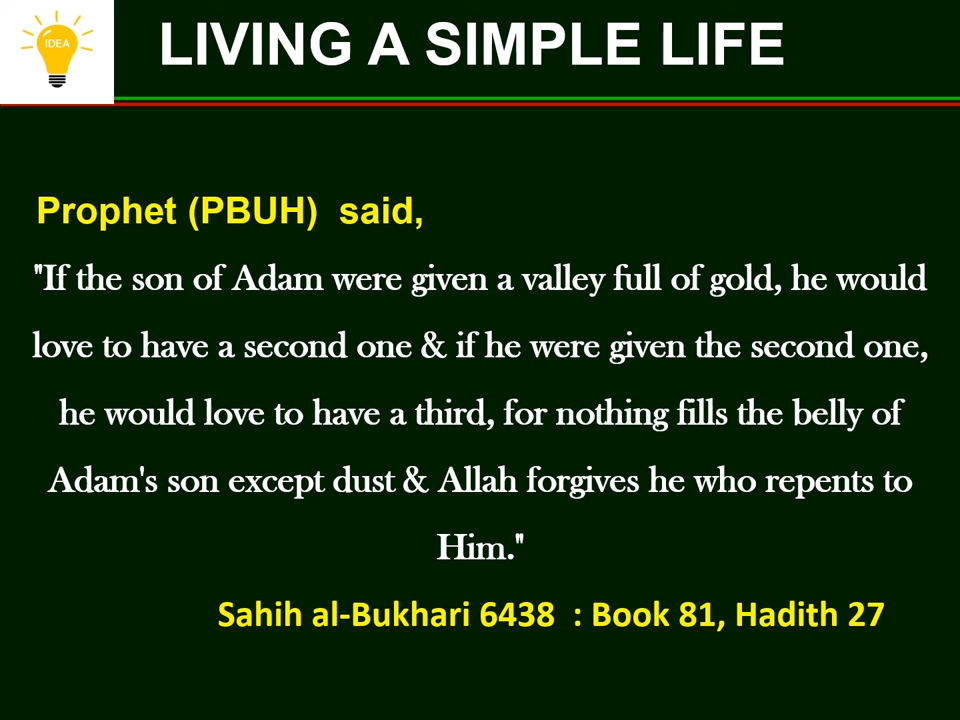 IDEA
LIVING A SIMPLE LIFE
Prophet (PBUH) said,
"If the son of Adam were given a valley full of gold, he would
love to have a second one & if he were given the second one,
he would love to have a third, for nothing fills the belly of
Adam's son except dust & Allah forgives he who repents to
Him."
Sahih al-Bukhari 6438 : Book 81, Hadith 27